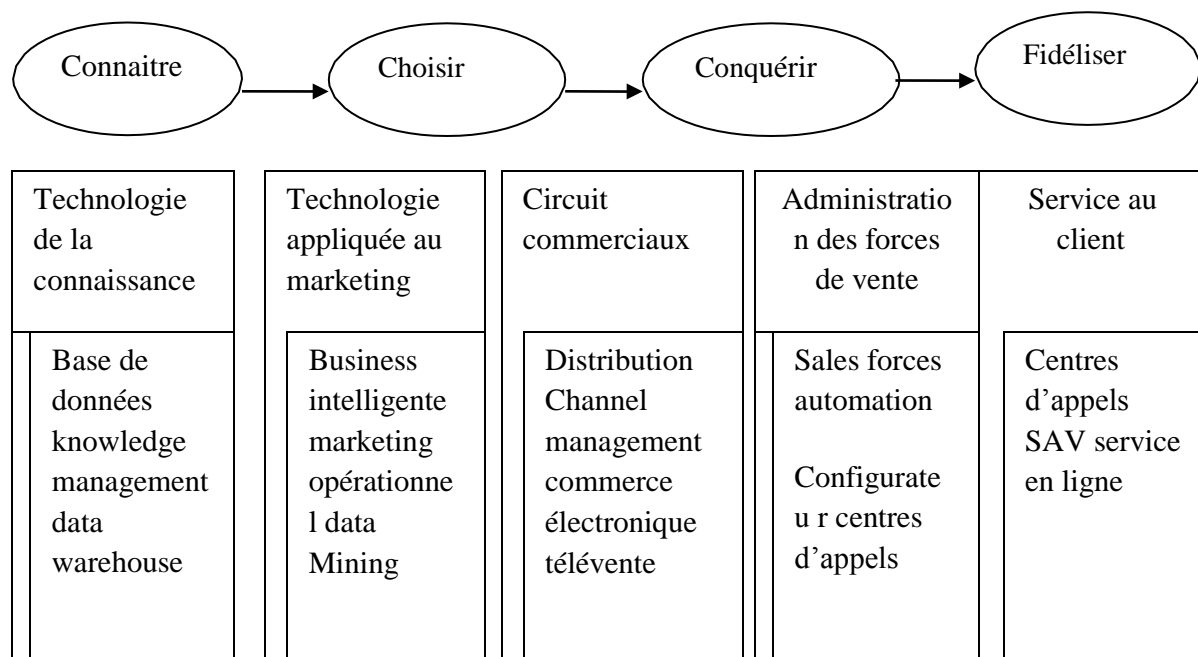 Connaitre
Choisir
Conquérir
Fidéliser
Technologie
de la
connaissance
Technologie
appliquée au
marketing
Circuit
commerciaux
Administratio
n des forces
de vente
Service au
client
Base de
données
knowledge
management
data
warehouse
Business
intelligente
marketing
opérationne
l data
Mining
Distribution
Channel
management
commerce
électronique
télévente
Sales forces
automation
Configurate
u r centres
d’appels
Centres
d’appels
SAV service
en ligne